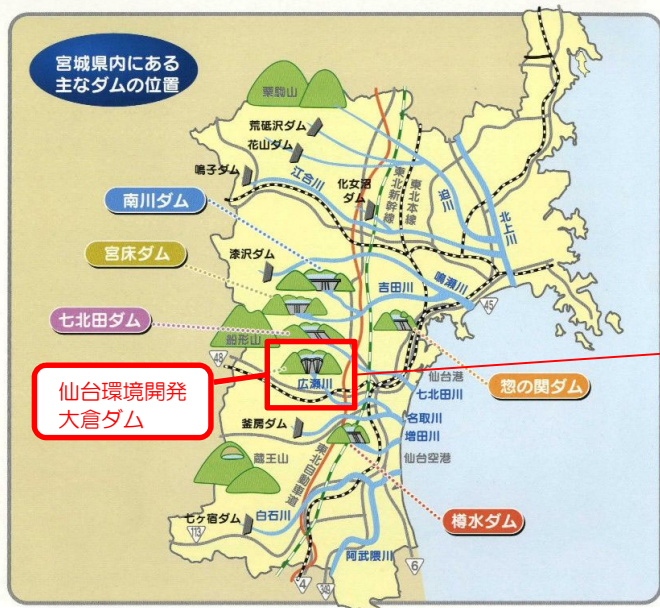 宮城県内にある
主なダムの位置
栗駒山
荒砥沢ダム
花山ダム
鳴子ダム
江合川
化女沼
ダム
東北新幹線
東北本線
迫川
北上川
南川ダム
宮床ダム
漆沢ダム
吉田川
鳴瀬川
45
七北田ダム
船形山
48
仙台環境開発
大倉ダム
広瀬川
仙台港
七北田川
惣の関ダム
名取川
釜房ダム
増田川
仙台空港
蔵王山
東北自動車道
七ヶ宿ダム
白石川
樽水ダム
113
阿武隈川
4
349
6